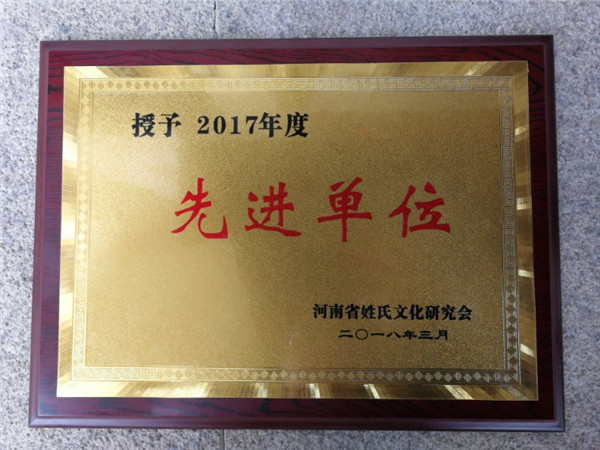 授予 2017年度
先进单位
河南省姓氏文化研究会
二〇一八年三月